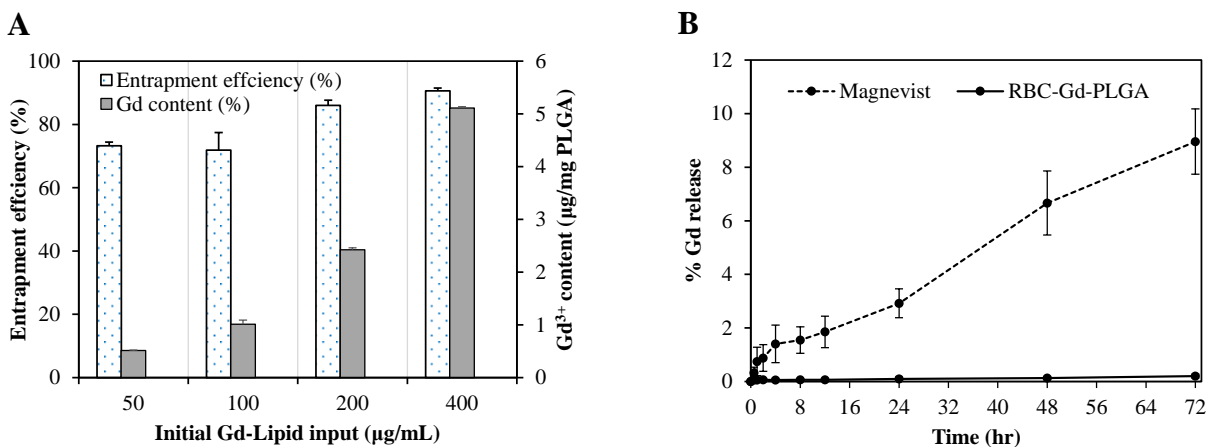 A
Entrapment effciency (%)
100
80
60
40
20
0
Entrapment effciency (%)
Gd content (%)
6
5
4
3
2
1
0
Gd³⁺ content (µg/mg PLGA)
50 100 200 400
Initial Gd-Lipid input (µg/mL)
B
% Gd release
12
10
8
6
4
2
0
Magnevist RBC-Gd-PLGA
0 8 16 24 32 40 48 56 64 72
Time (hr)